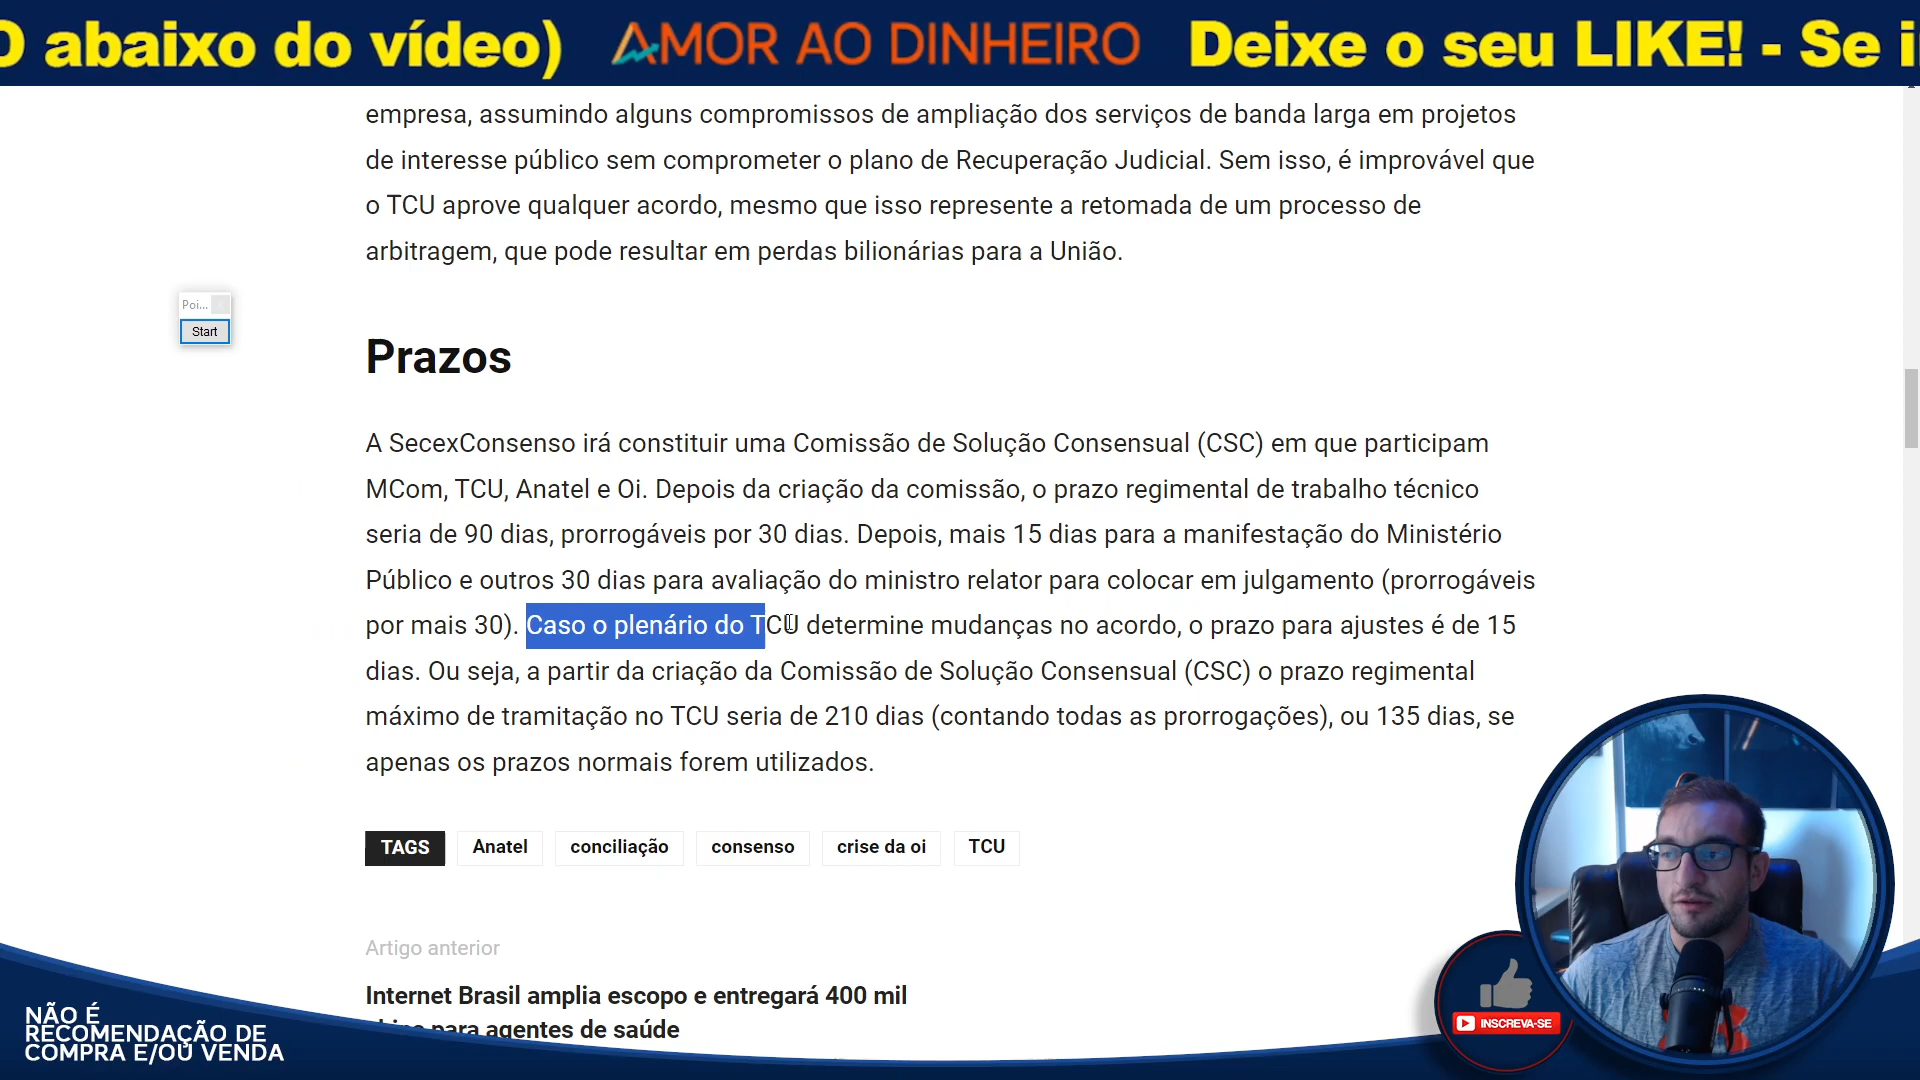 O abaixo do vídeo) AMOR AO DINHEIRO Deixe o seu LIKE! - Se i
empresa, assumindo alguns compromissos de ampliação dos serviços de banda larga em projetos
de interesse público sem comprometer o plano de Recuperação Judicial. Sem isso, é improvável que
o TCU aprove qualquer acordo, mesmo que isso represente a retomada de um processo de
arbitragem, que pode resultar em perdas bilionárias para a União.
Poi...
Start
Prazos
A SecexConsenso irá constituir uma Comissão de Solução Consensual (CSC) em que participam
MCom, TCU, Anatel e Oi. Depois da criação da comissão, o prazo regimental de trabalho técnico
seria de 90 dias, prorrogáveis por 30 dias. Depois, mais 15 dias para a manifestação do Ministério
Público e outros 30 dias para avaliação do ministro relator para colocar em julgamento (prorrogáveis
por mais 30). Caso o plenário do TCU determine mudanças no acordo, o prazo para ajustes é de 15
dias. Ou seja, a partir da criação da Comissão de Solução Consensual (CSC) o prazo regimental
máximo de tramitação no TCU seria de 210 dias (contando todas as prorrogações), ou 135 dias, se
apenas os prazos normais forem utilizados.
TAGS Anatel conciliação consenso crise da oi TCU
Artigo anterior
Internet Brasil amplia escopo e entregará 400 mil
para agentes de saúde
INSCREVA-SE
NÃO É
RECOMENDAÇÃO DE
COMPRA E/OU VENDA